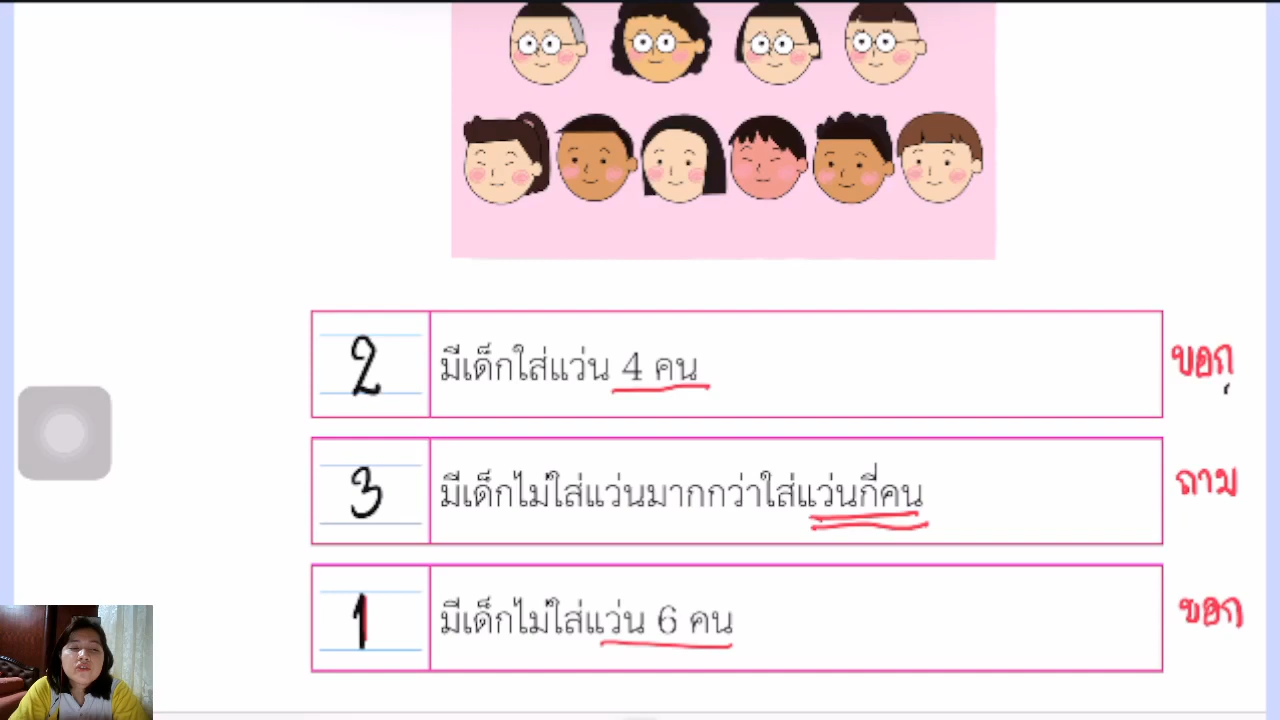 2 มีเด็กใส่แว่น 4 คน บอก
3 มีเด็กไม่ใส่แว่นมากกว่าใส่แว่นกี่คน ถาม
1 มีเด็กไม่ใส่แว่น 6 คน บอก